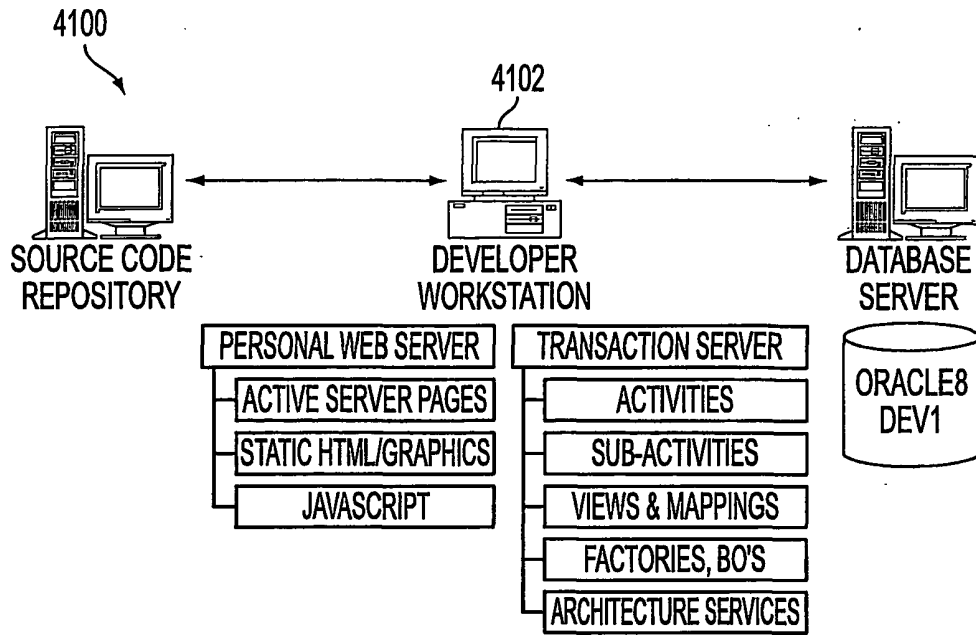 4100
4102
SOURCE CODE
REPOSITORY
DEVELOPER
WORKSTATION
DATABASE
SERVER
PERSONAL WEB SERVER
ACTIVE SERVER PAGES
STATIC HTML/GRAPHICS
JAVASCRIPT
TRANSACTION SERVER
ACTIVITIES
SUB-ACTIVITIES
VIEWS & MAPPINGS
FACTORIES, BO'S
ARCHITECTURE SERVICES
ORACLE8
DEV1